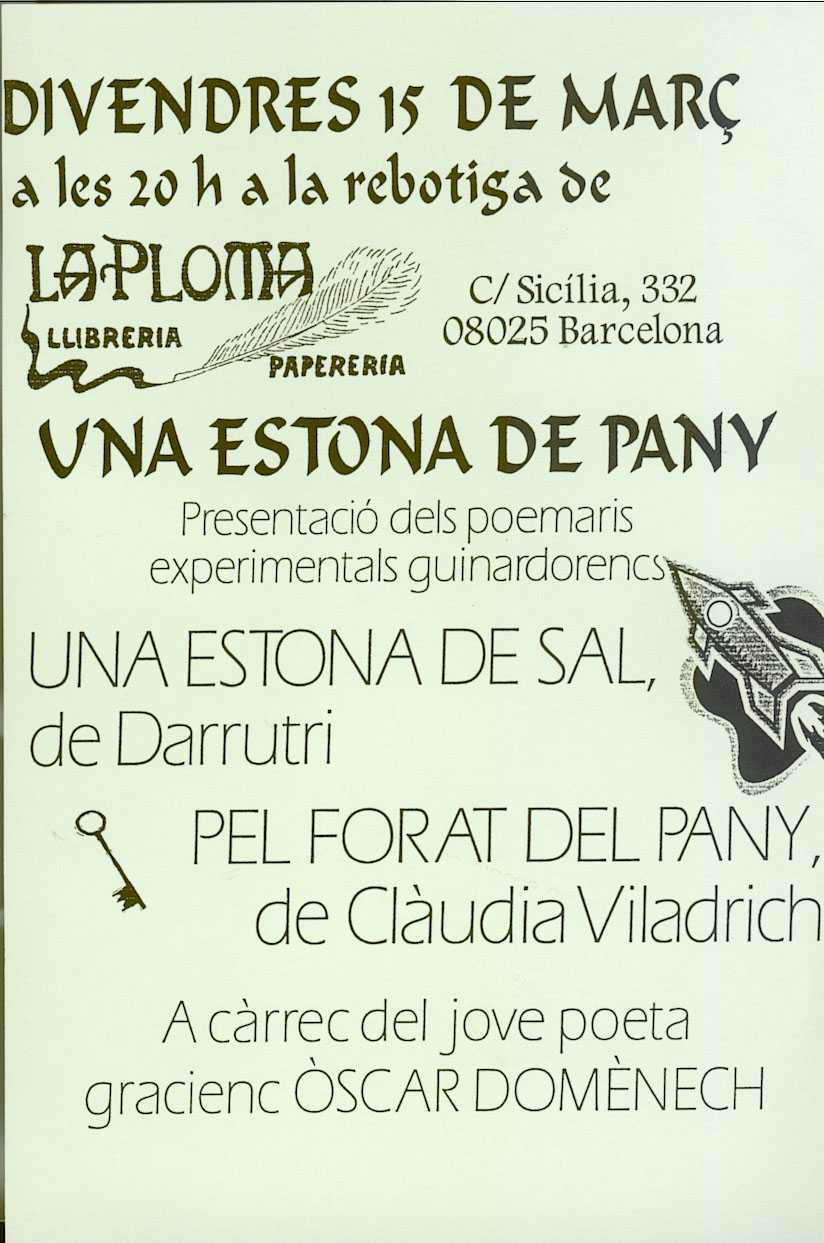 DIVENDRES 15 DE MARÇ
a les 20 h a la rebotiga de
LA PLOMA
LLIBRERIA
PAPERERIA
C/ Sicília, 332
08025 Barcelona
UNA ESTONA DE PANY
Presentació dels poemaris
experimentals guinardorencs
UNA ESTONA DE SAL,
de Darrutri
PEL FORAT DEL PANY,
de Clàudia Viladrich
A càrrec del jove poeta
gracienc ÒSCAR DOMÈNECH